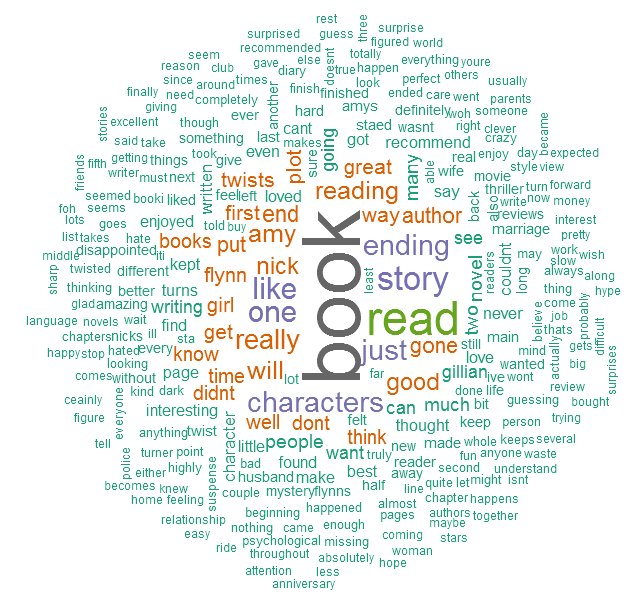 rest
surprised guess three surprise
recommended doesnt figured world
seem club else totally
reason gave true happen everything youre
since around times. diary look perfect others
finally need completely another finish finished ended care went usually
giving ever hard amys definitely woh someone parents
stories excellent though cant staed wasnt right clever became
said take something last makes going got recommend crazy
friends fifth getting things took give even plot sure great many able real enjoy day expected
writer must next written twists reading wife movie style view
seemed booki liked feel left loved say thriller turn forward
foh seems told buy first end way author back also write now money
lots goes enjoyed books put amy reviews interest
list takes hate iti ending see marriage pretty
middle disappointed kept flynn nick book least story novel readers couldnt may work wish
sharp twisted different long slow always along
thinking better turns girl like two thing hype
glad amazing writing one read never believe come probably
language novels wait find get really just gone still main thats job difficult
chapters nicks ill sta love mind actually gets
happy stop hated every know will far good gillian wanted big
looking page time lot ive wont review surprises
comes without didnt characters done life
ceainly everyone kind dark can much bit guessing bought
figure interesting well dont felt keep person trying
anything twist character think thought
tell police turner point little people want truly new made whole keeps several
either highly suspense bad found reader fun anyone waste
becomes knew husband make best away second understand
home feeling couple mystery flynns half line quite let might isnt
beginning happened almost chapter happens
relationship nothing came enough pages authors together
easy psychological missing coming maybe
ride throughout absolutely woman stars
attention less hope
anniversary